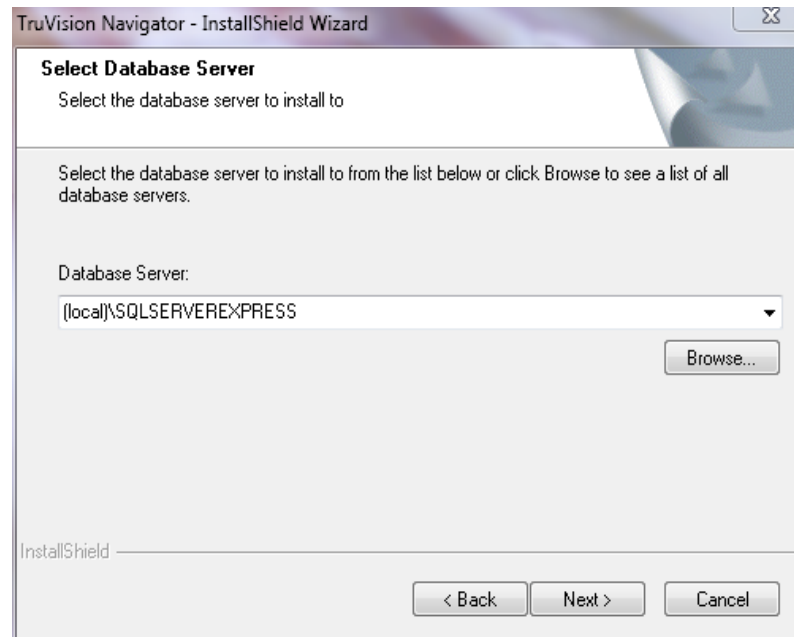 TruVision Navigator - InstallShield Wizard
Select Database Server
Select the database server to install to
Select the database server to install to from the list below or click Browse to see a list of all
database servers.
Database Server:
(local)\SQLSERVEREXPRESS
Browse...
InstallShield
< Back Next > Cancel